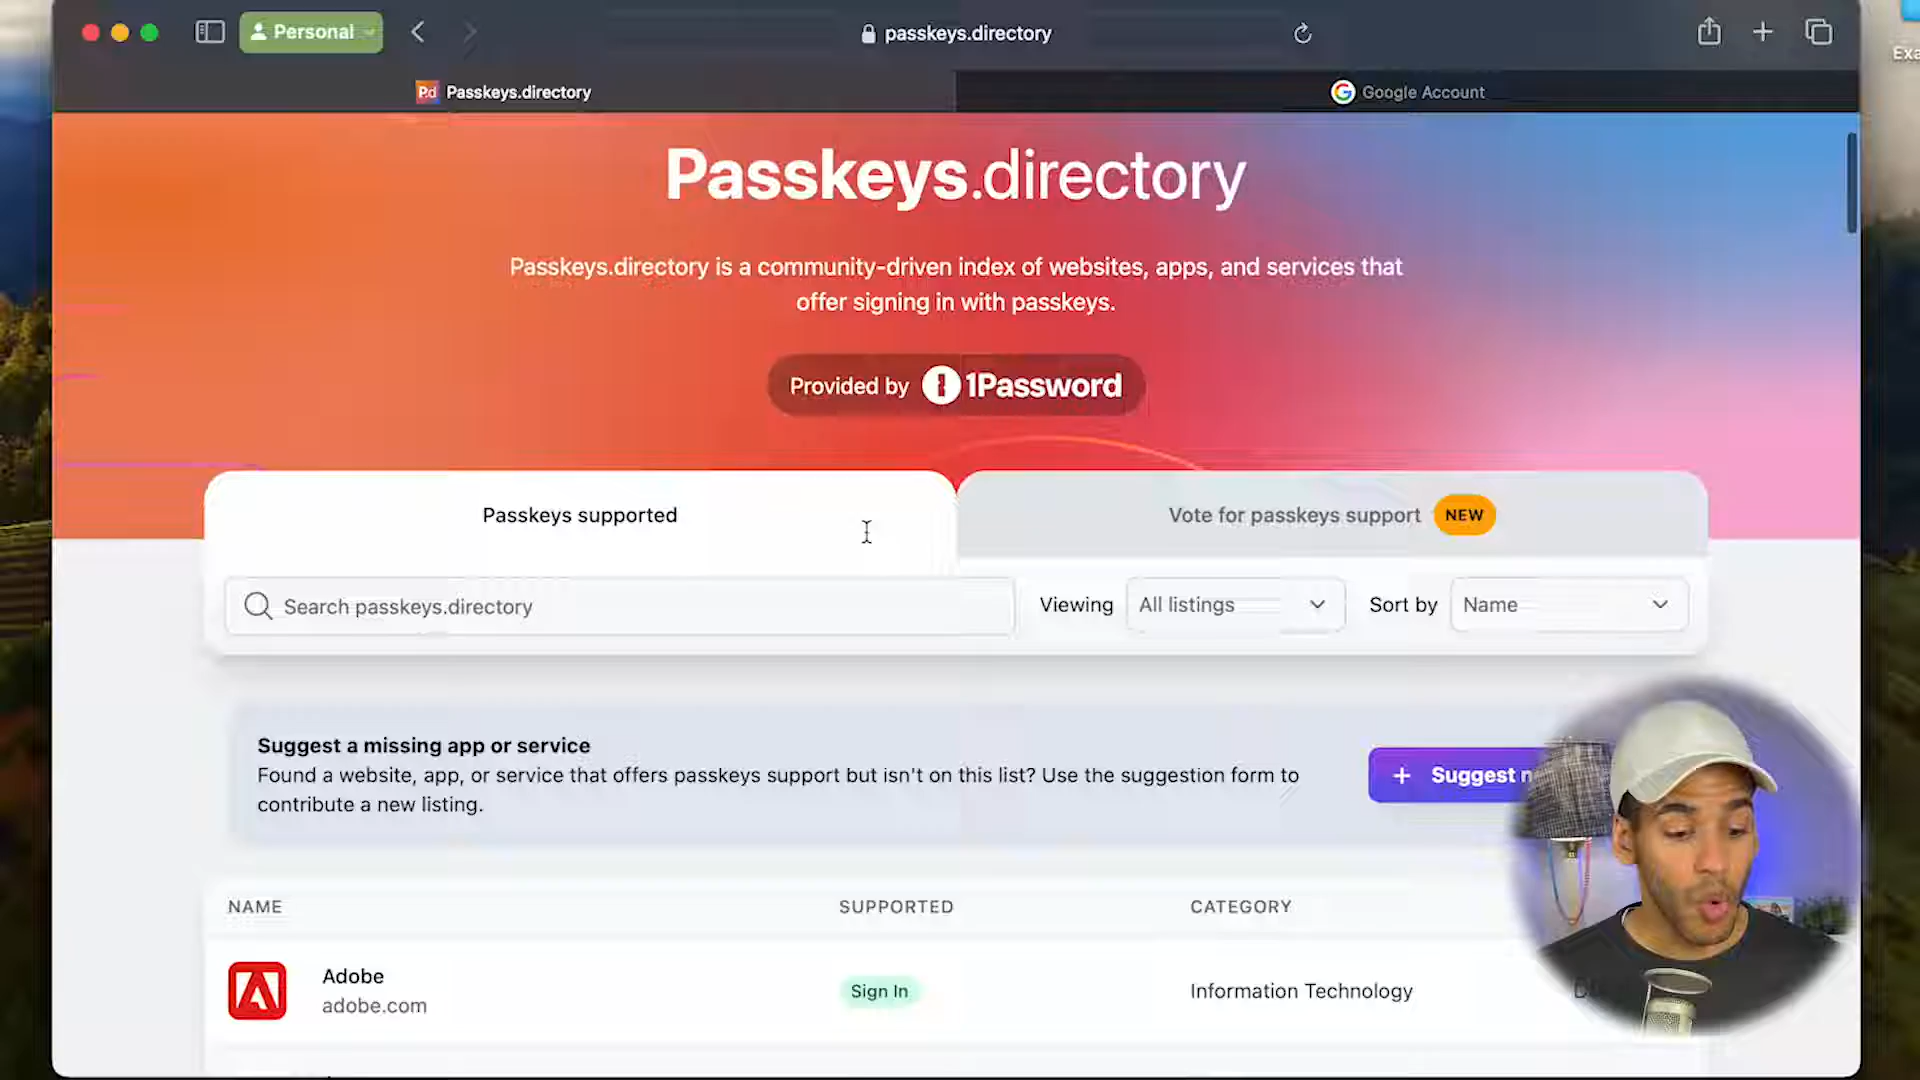 Personal
passkeys.directory
Exa
Pd Passkeys.directory
G Google Account
Passkeys.directory
Passkeys.directory is a community-driven index of websites, apps, and services that
offer signing in with passkeys.
Provided by 1Password
Passkeys supported
Vote for passkeys support NEW
Search passkeys.directory
Viewing All listings
Sort by Name
Suggest a missing app or service
Found a website, app, or service that offers passkeys support but isn't on this list? Use the suggestion form to
contribute a new listing.
+ Suggest
NAME SUPPORTED CATEGORY
Adobe
adobe.com
Sign In
Information Technology